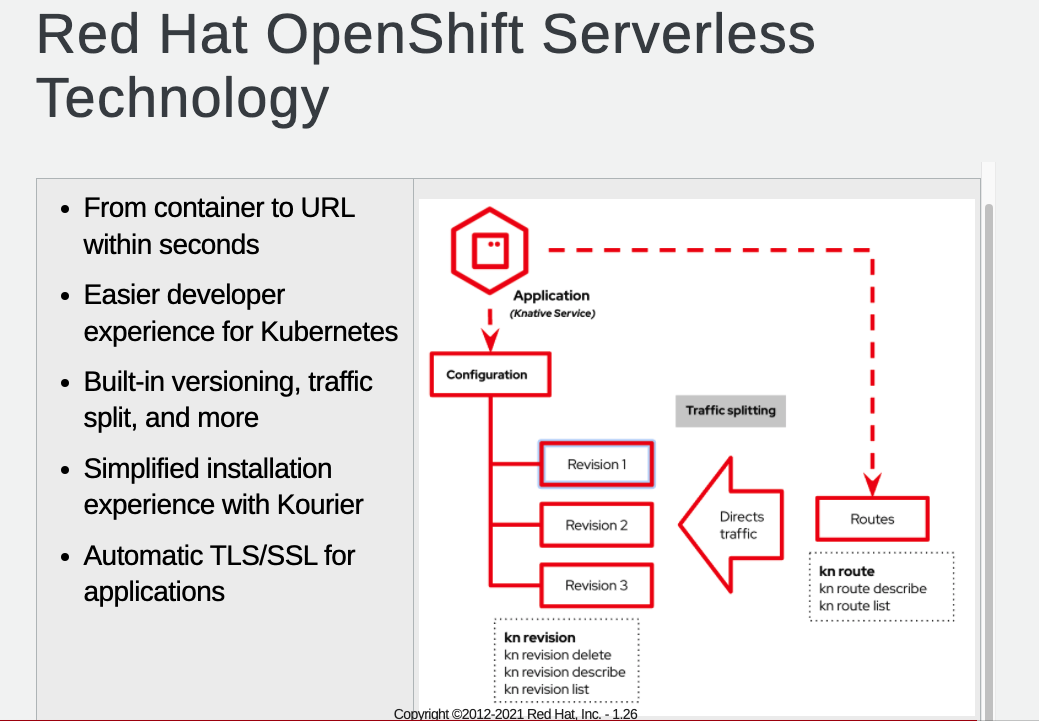 Red Hat OpenShift Serverless
Technology
From container to URL
within seconds
Easier developer
experience for Kubernetes
Built-in versioning, traffic
split, and more
Simplified installation
experience with Kourier
Automatic TLS/SSL for
applications
Application
(Knative Service)
Configuration
Traffic splitting
Revision 1
Revision 2
Revision 3
Directs
traffic
Routes
kn route
kn route describe
kn route list
kn revision
kn revision delete
kn revision describe
kn revision list
Copyright ©2012-2021 Red Hat, Inc. - 1.26